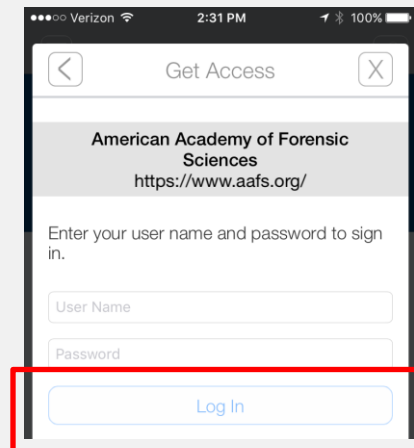 Verizon 2:31 PM 100%
Get Access X
American Academy of Forensic
Sciences
https://www.aafs.org/
Enter your user name and password to sign
in.
User Name
Password
Log In